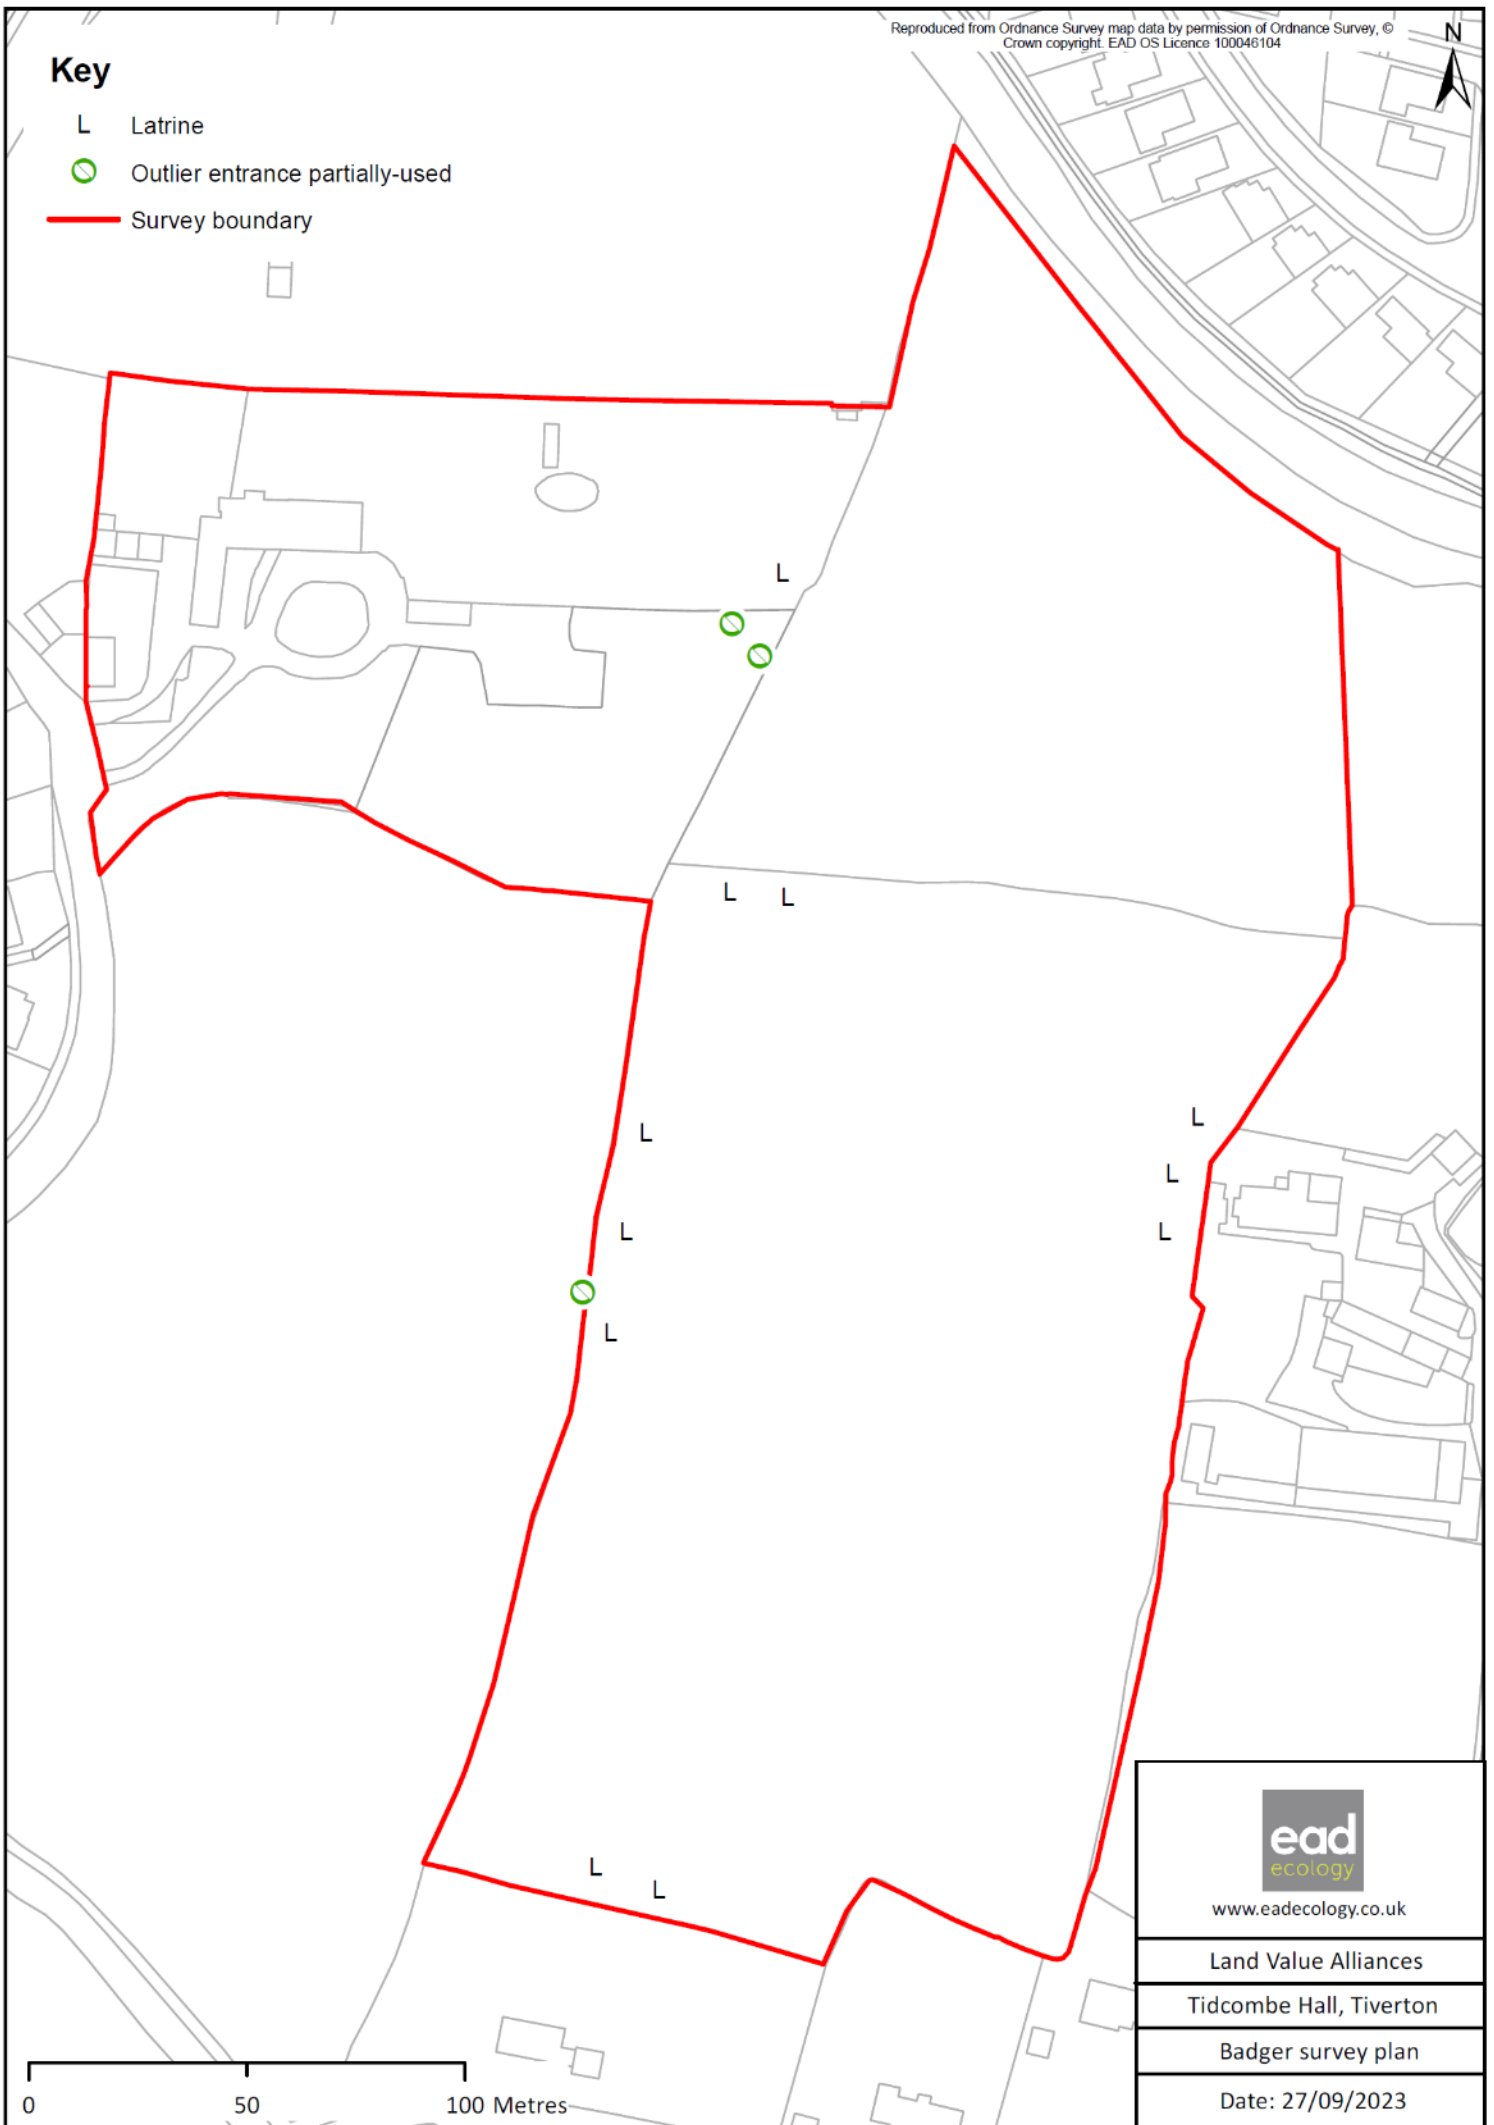 Reproduced from Ordnance Survey map data by permission of Ordnance Survey, ©
Crown copyright. EAD OS Licence 100046104
N
Key
L Latrine
Outlier entrance partially-used
Survey boundary
L
L L
L
L
L
L
L
L
L
L
ead
ecology
www.eadecology.co.uk
Land Value Alliances
Tidcombe Hall, Tiverton
Badger survey plan
Date: 27/09/2023
0 50 100 Metres